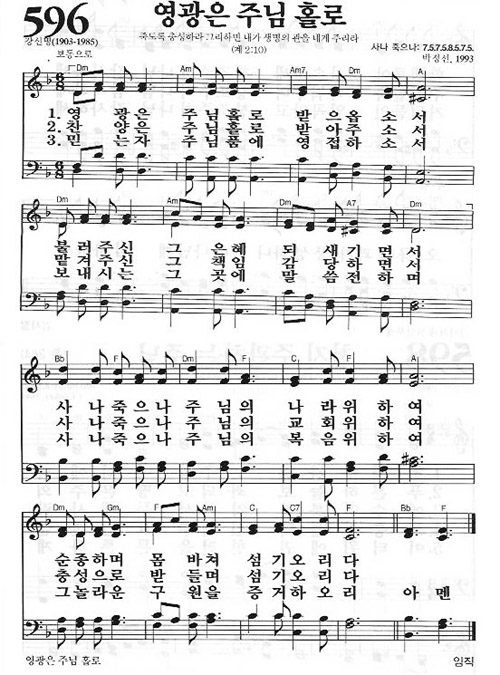 596
영광은 주님 홀로
강신명(1903-1985)
죽도록 충성하라 그리하면 내가 생명의 관을 네게 주리라
(계 2:10)
사나 죽으나: 7.5.7.5.8.5.7.5.
보통으로
박정선, 1993
Dm Am Am7 Dm A
1. 영 광은 주님홀로 받으옵소서
2. 찬 양은 주님홀로 받아주소서
3. 믿 는자 주님품에 영접하소서
Dm Am Dm A7 Dm
불러주신 그은혜 되새기면서
맡겨주신 그책임 감당하면서
보내시는 그곳에 말씀전하며
Bb F Dm F C A
사나죽으나 주님의 나라위하여
사나죽으나 주님의 교회위하여
사나죽으나 주님의 복음위하여
Dm Gm F Am C C7 F Bb F
순종하며 몸바쳐 섬기오리다
충성으로 받들며 섬기오리다
그놀라운 구원을 증거하오리 아멘
영광은 주님 홀로
임직